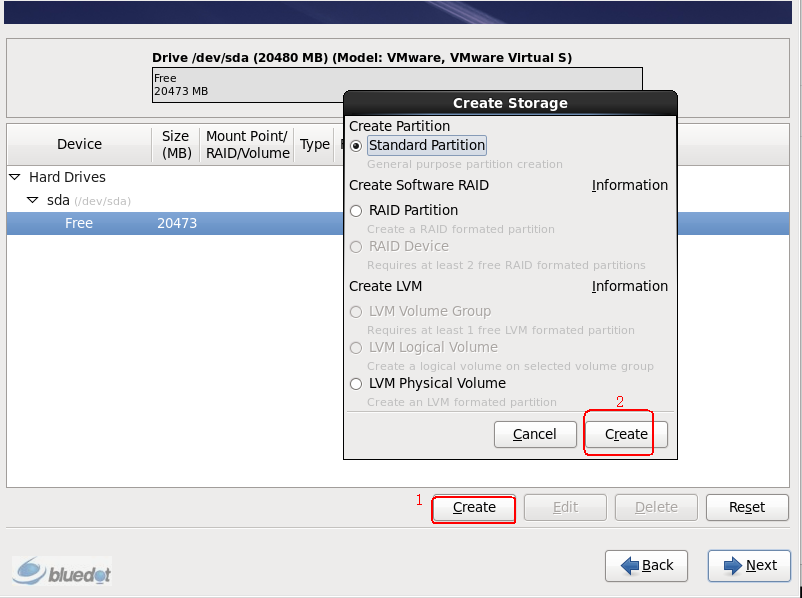 Drive /dev/sda (20480 MB) (Model: VMware, VMware Virtual S)
Free
20473 MB
Device
Size
(MB)
Mount Point/
RAID/Volume
Type
Hard Drives
sda (/dev/sda)
Free 20473
Create Storage
Create Partition
Standard Partition
General purpose partition creation
Create Software RAID Information
RAID Partition
Create a RAID formated partition
RAID Device
Requires at least 2 free RAID formated partitions
Create LVM Information
LVM Volume Group
Requires at least 1 free LVM formated partition
LVM Logical Volume
Create a logical volume on selected volume group
LVM Physical Volume
Create an LVM formated partition
2
Cancel Create
1 Create Edit Delete Reset
bluedot
Back Next